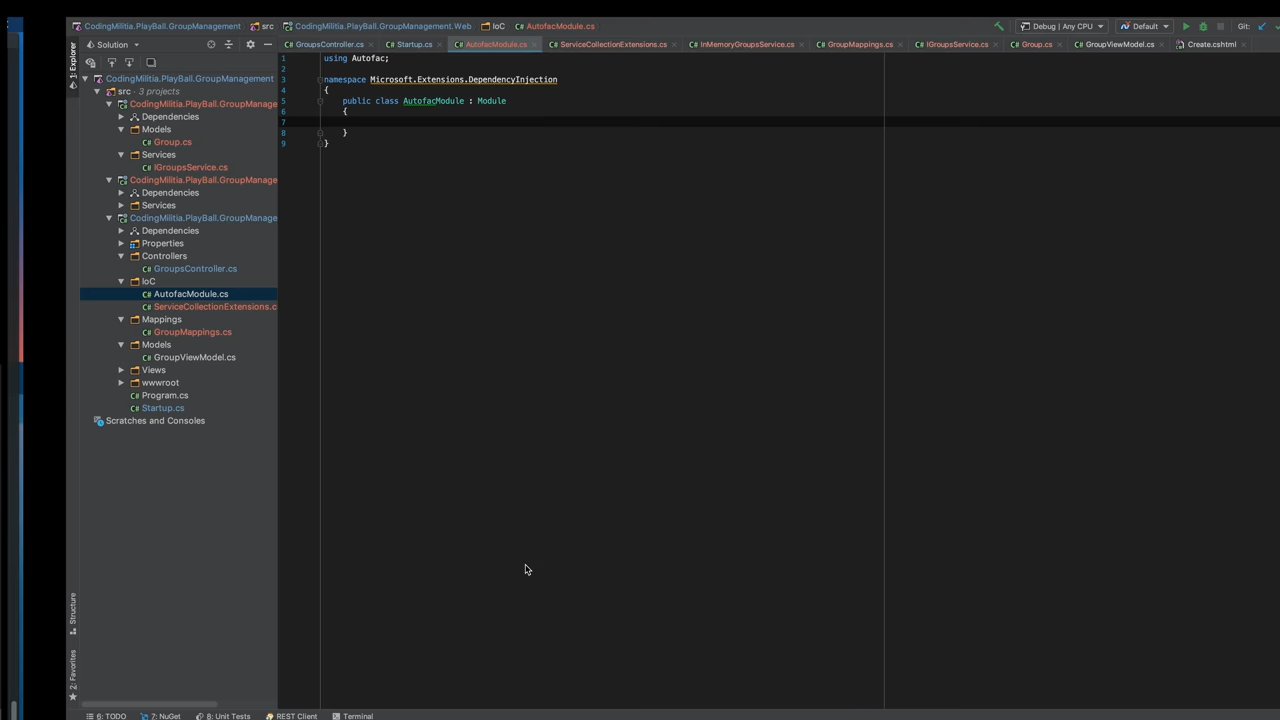 CodingMilitia.PlayBall.GroupManagement
src
CodingMilitia.PlayBall.GroupManagement.Web
IoC
AutofacModule.cs
Debug | Any CPU
Default
Git:
1: Explorer
Solution
GroupsController.cs
Startup.cs
AutofacModule.cs
ServiceCollectionExtensions.cs
InMemoryGroupsService.cs
GroupMappings.cs
IGroupsService.cs
Group.cs
GroupViewModel.cs
Create.cshtml
CodingMilitia.PlayBall.GroupManagement
src 3 projects
CodingMilitia.PlayBall.GroupManage
Dependencies
Models
Group.cs
Services
IGroupsService.cs
CodingMilitia.PlayBall.GroupManage
Dependencies
Services
CodingMilitia.PlayBall.GroupManage
Dependencies
Properties
Controllers
GroupsController.cs
IoC
AutofacModule.cs
ServiceCollectionExtensions.c
Mappings
GroupMappings.cs
Models
GroupViewModel.cs
Views
wwwroot
Program.cs
Startup.cs
Scratches and Consoles
1 using Autofac;
2
3 namespace Microsoft.Extensions.DependencyInjection
4 {
5 public class AutofacModule : Module
6 {
7
8 }
9 }
Structure
2: Favorites
6: TODO
7: NuGet
8: Unit Tests
REST Client
Terminal